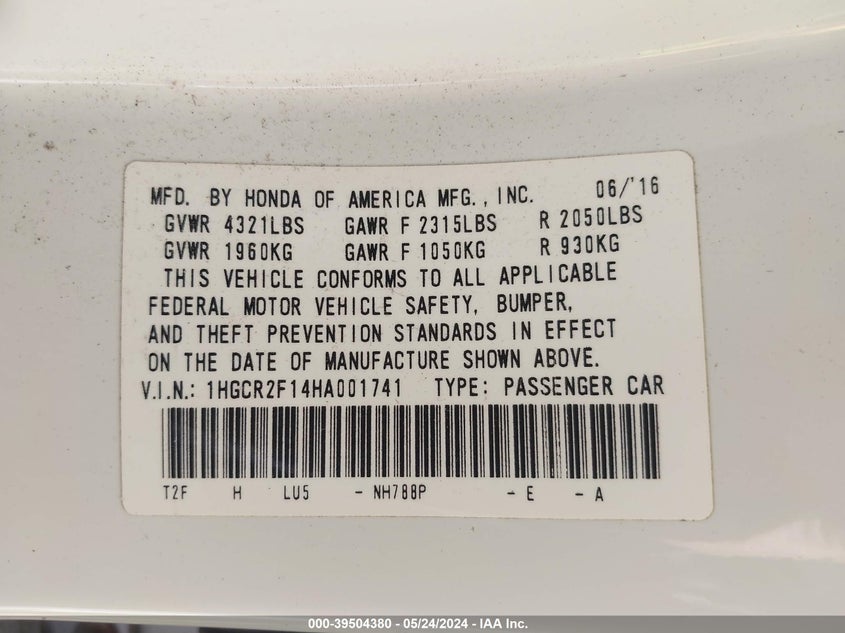 MFD. BY HONDA OF AMERICA MFG., INC. 06/'16
GVWR 4321LBS GAWR F 2315LBS R 2050LBS
GVWR 1960KG GAWR F 1050KG R 930KG
THIS VEHICLE CONFORMS TO ALL APPLICABLE
FEDERAL MOTOR VEHICLE SAFETY, BUMPER,
AND THEFT PREVENTION STANDARDS IN EFFECT
ON THE DATE OF MANUFACTURE SHOWN ABOVE.
V.I.N.: 1HGCR2F14HA001741 TYPE: PASSENGER CAR
T2F H LU5 - NH788P - E - A
000-39504380 - 05/24/2024 - IAA Inc.